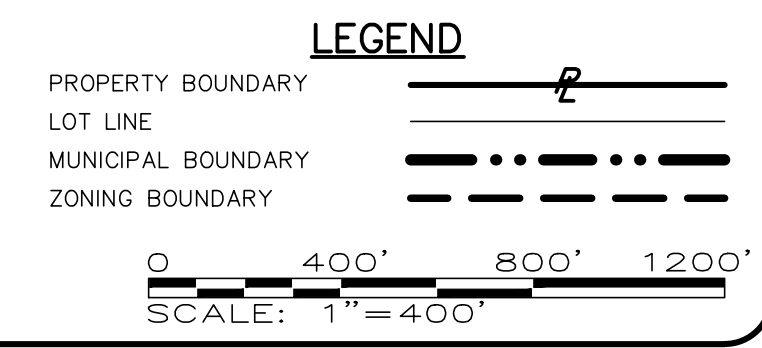 LEGEND
PROPERTY BOUNDARY PL
LOT LINE
MUNICIPAL BOUNDARY
ZONING BOUNDARY
0 400' 800' 1200'
SCALE: 1"=400'